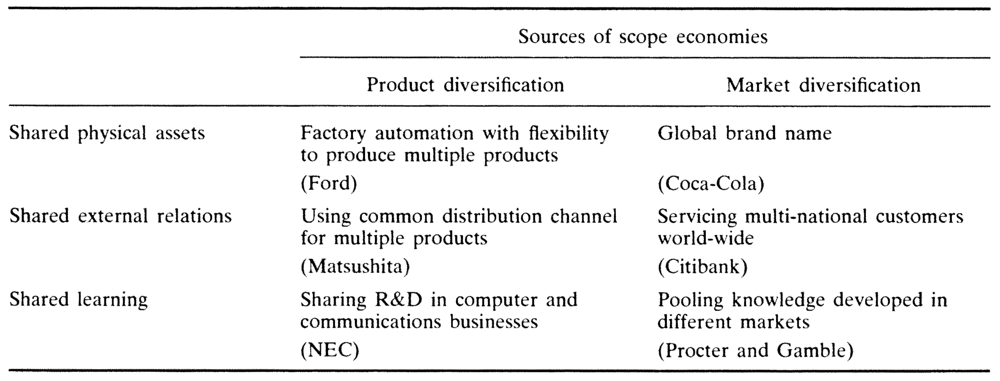 Sources of scope economies
Product diversification
Market diversification
Shared physical assets
Factory automation with flexibility
to produce multiple products
(Ford)
Global brand name
(Coca-Cola)
Shared external relations
Using common distribution channel
for multiple products
(Matsushita)
Servicing multi-national customers
world-wide
(Citibank)
Shared learning
Sharing R&D in computer and
communications businesses
(NEC)
Pooling knowledge developed in
different markets
(Procter and Gamble)